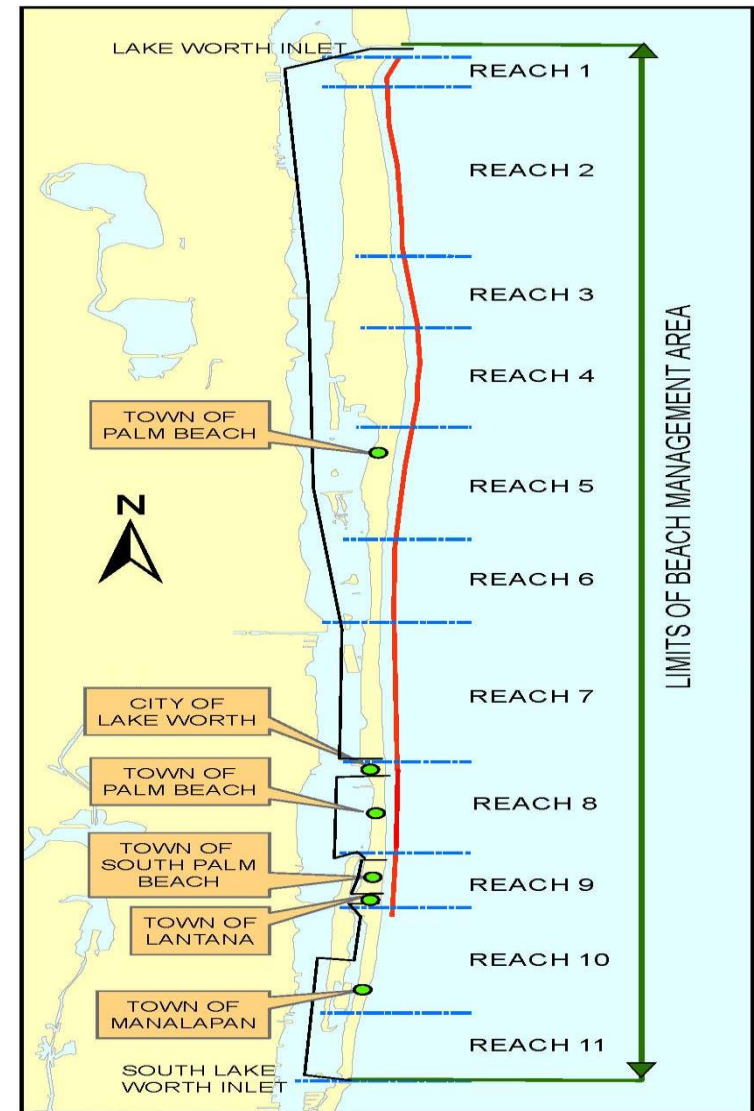 LAKE WORTH INLET
REACH 1
REACH 2
REACH 3
REACH 4
TOWN OF
PALM BEACH
REACH 5
N
REACH 6
LIMITS OF BEACH MANAGEMENT AREA
REACH 7
CITY OF
LAKE WORTH
TOWN OF
PALM BEACH
REACH 8
TOWN OF
SOUTH PALM
BEACH
REACH 9
TOWN OF
LANTANA
REACH 10
TOWN OF
MANALAPAN
REACH 11
SOUTH LAKE
WORTH INLET